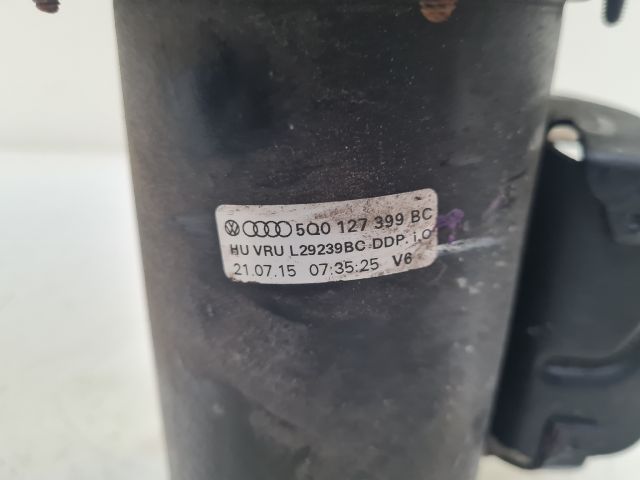 5Q0 127 399 BC
HU VRU L29239BC DDP. i.O
21.07.15 07:35:25 V6